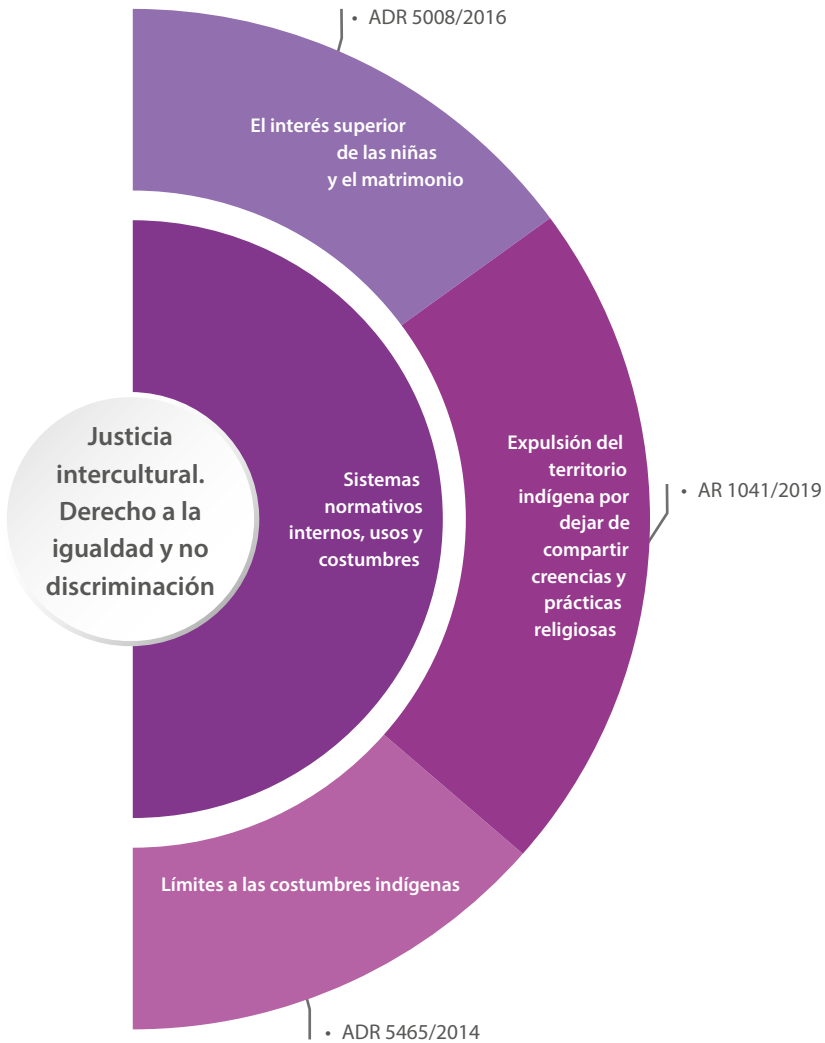 • ADR 5008/2016
El interés superior
de las niñas
y el matrimonio
Justicia
intercultural.
Derecho a la
igualdad y no
discriminación
Sistemas
normativos
internos, usos y
costumbres
Expulsión del
territorio
indígena por
dejar de
compartir
creencias y
prácticas
religiosas
• AR 1041/2019
Límites a las costumbres indígenas
• ADR 5465/2014